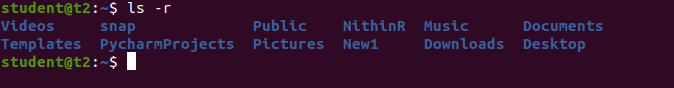 student@t2:~$ ls -r
Videos snap Public NithinR Music Documents
Templates PycharmProjects Pictures New1 Downloads Desktop
student@t2:~$